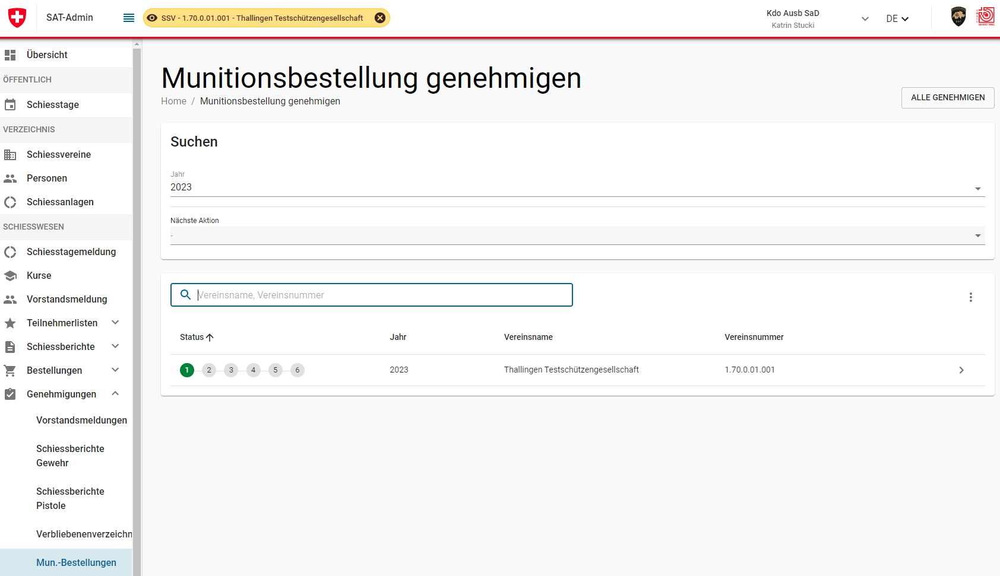 SAT-Admin
SSV - 1.70.0.01.001 - Thallingen Testschützengesellschaft
Kdo Ausb SaD
Katrin Stucki
DE
SAT
SHOOTING
Übersicht
ÖFFENTLICH
Schiesstage
VERZEICHNIS
Schiessvereine
Personen
Schiessanlagen
SCHIESSWESEN
Schiesstagemeldung
Kurse
Vorstandsmeldung
Teilnehmerlisten
Schiessberichte
Bestellungen
Genehmigungen
Vorstandsmeldungen
Schiessberichte
Gewehr
Schiessberichte
Pistole
Verbliebenenverzeichn
Mun.-Bestellungen
Munitionsbestellung genehmigen
Home / Munitionsbestellung genehmigen
ALLE GENEHMIGEN
Suchen
Jahr
2023
Nächste Aktion
-
Vereinsname, Vereinsnummer
Status Jahr Vereinsname Vereinsnummer
1 2 3 4 5 6 2023 Thallingen Testschützengesellschaft 1.70.0.01.001